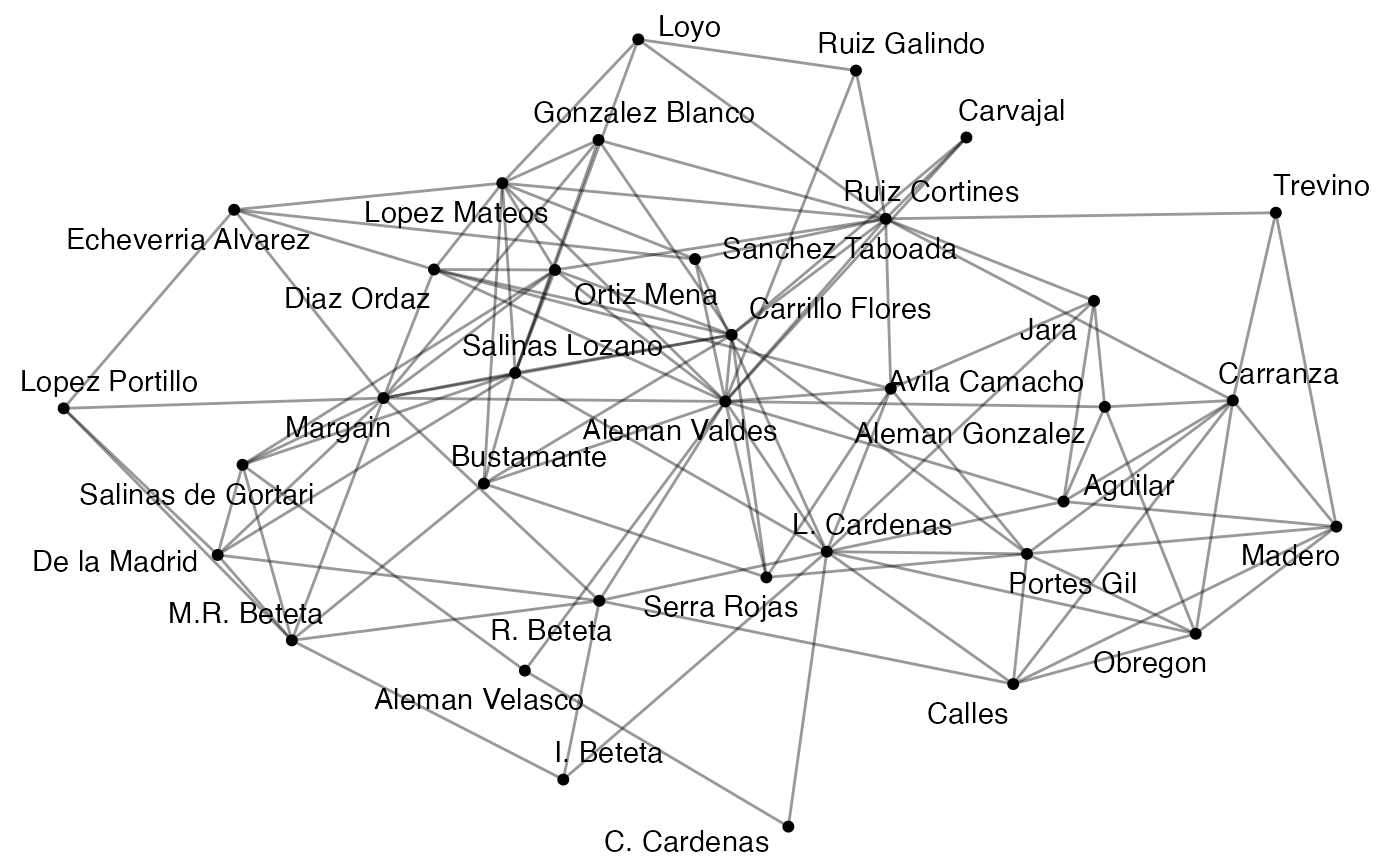 Loyo
Ruiz Galindo
Gonzalez Blanco
Carvajal
Trevino
Ruiz Cortines
Lopez Mateos
Echeverria Alvarez
Sanchez Taboada
Diaz Ordaz
Ortiz Mena
Carrillo Flores
Jara
Salinas Lozano
Lopez Portillo
Avila Camacho
Carranza
Margain
Aleman Valdes
Aleman Gonzalez
Bustamante
Salinas de Gortari
Aguilar
L. Cardenas
De la Madrid
Madero
Portes Gil
M.R. Beteta
Serra Rojas
R. Beteta
Obregon
Aleman Velasco
Calles
I. Beteta
C. Cardenas